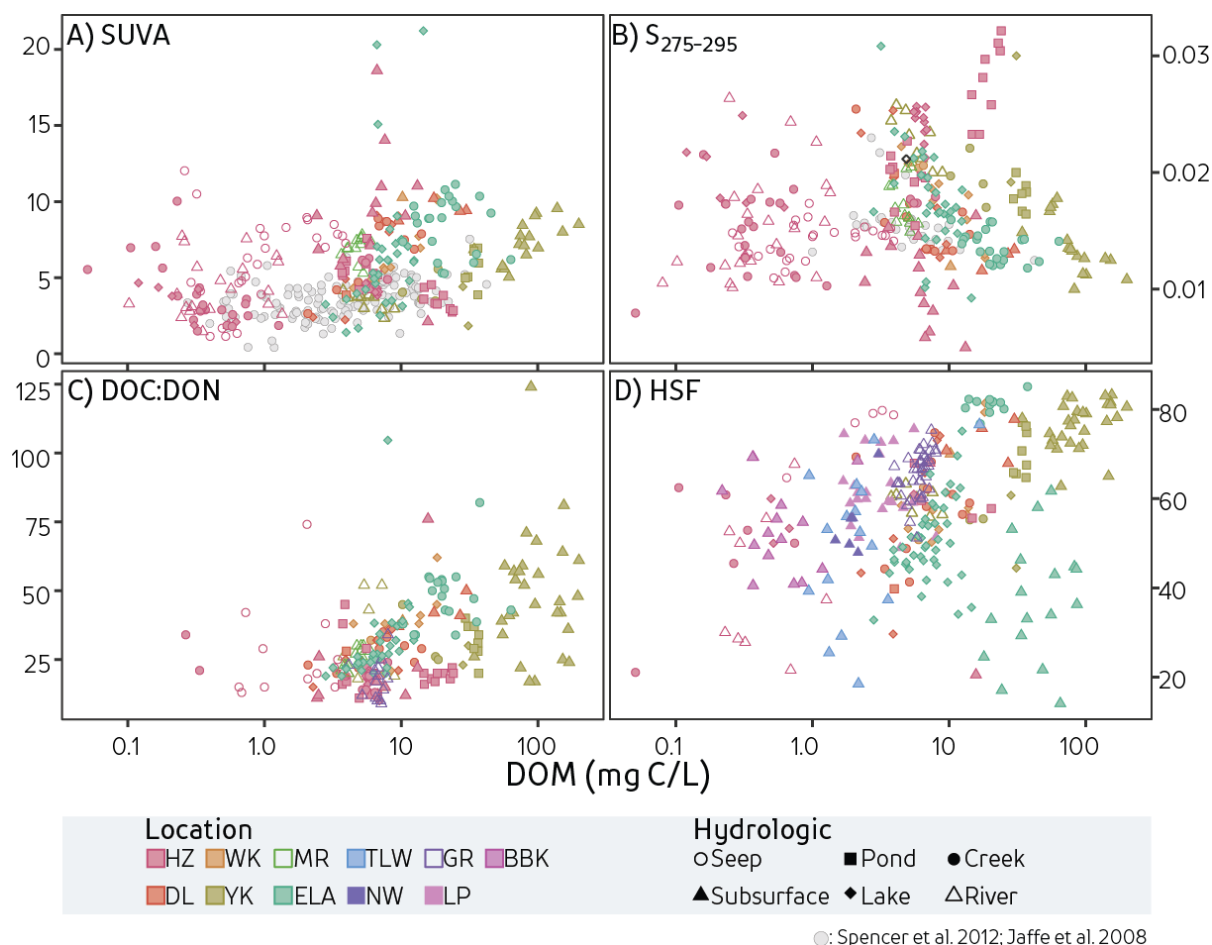 A) SUVA
B) S275-295
20
15
10
5
0
0.03
0.02
0.01
C) DOC:DON
D) HSF
125
100
75
50
25
80
60
40
20
0.1 1.0 10 100 0.1 1.0 10 100
DOM (mg C/L)
Location Hydrologic
HZ WK MR TLW GR BBK Seep Pond Creek
DL YK ELA NW LP Subsurface Lake River
: Spencer et al. 2012; Jaffe et al. 2008